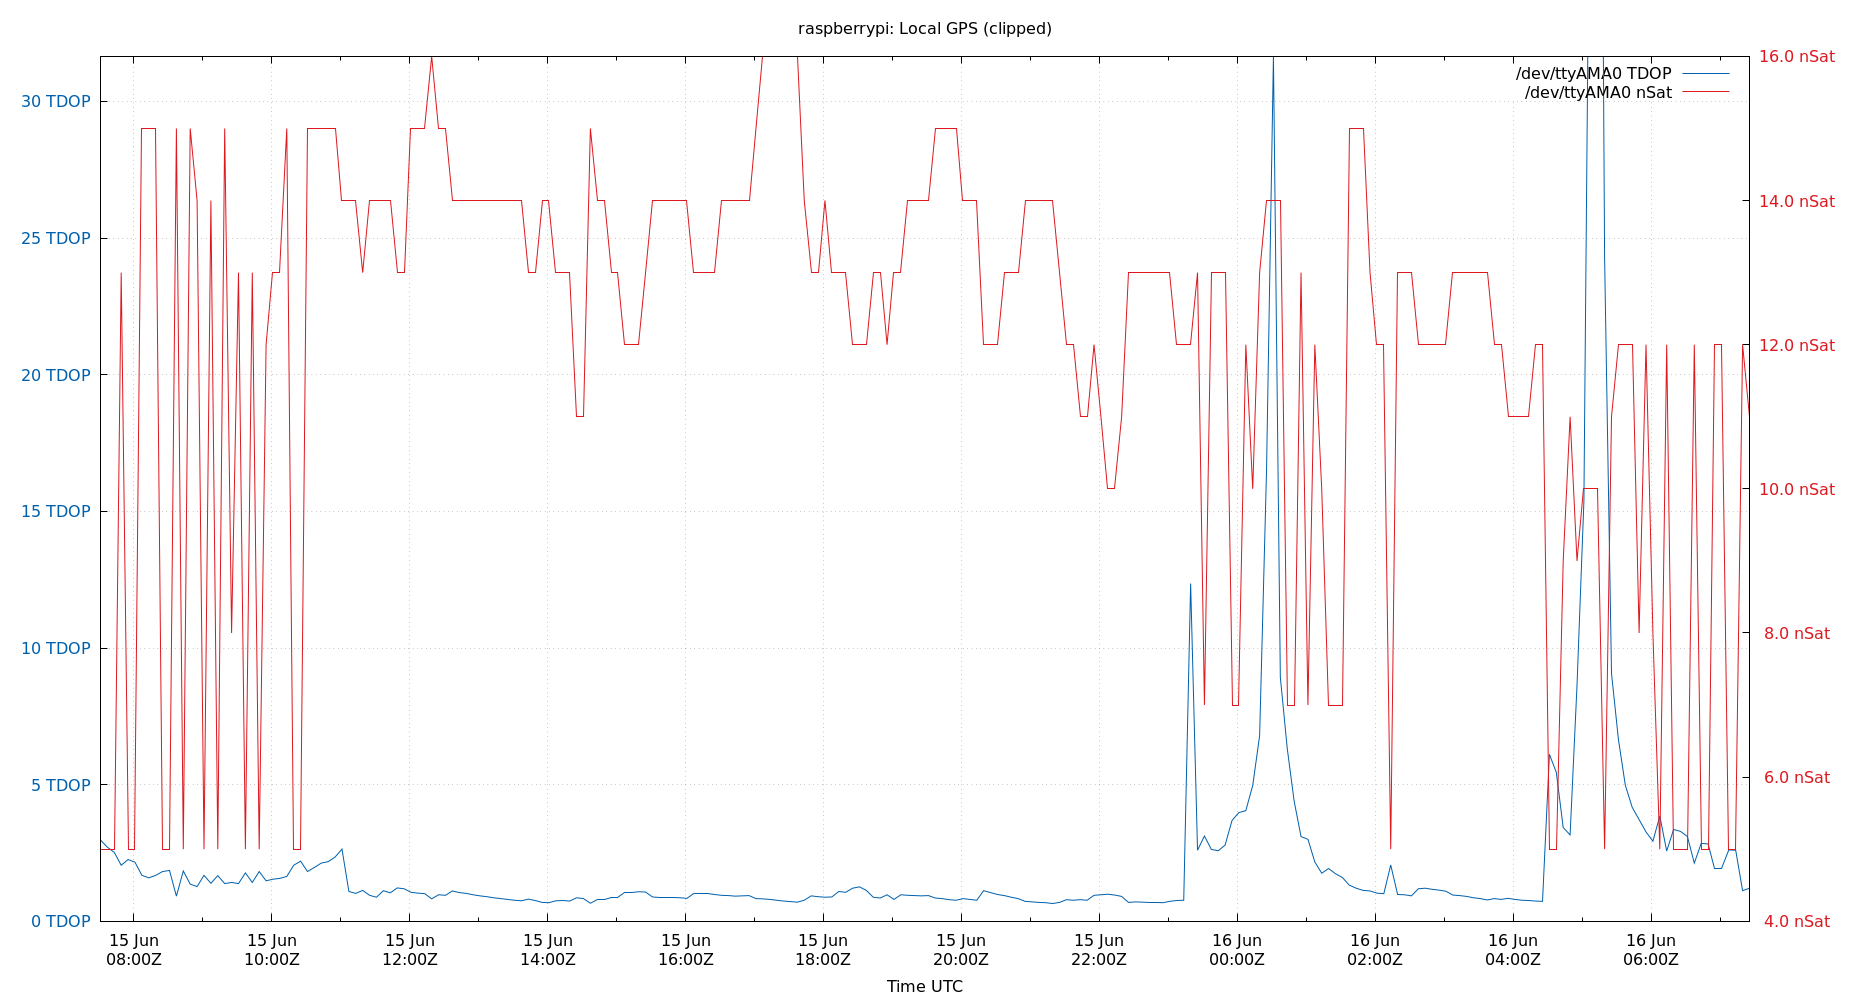 raspberrypi: Local GPS (clipped)
16.0 nSat
/dev/ttyAMA0 TDOP
/dev/ttyAMA0 nSat
30 TDOP
14.0 nSat
25 TDOP
12.0 nSat
20 TDOP
15 TDOP
10.0 nSat
10 TDOP
8.0 nSat
5 TDOP
6.0 nSat
0 TDOP
4.0 nSat
15 Jun 15 Jun 15 Jun 15 Jun 15 Jun 15 Jun 15 Jun 15 Jun 16 Jun 16 Jun 16 Jun 16 Jun
08:00Z 10:00Z 12:00Z 14:00Z 16:00Z 18:00Z 20:00Z 22:00Z 00:00Z 02:00Z 04:00Z 06:00Z
Time UTC